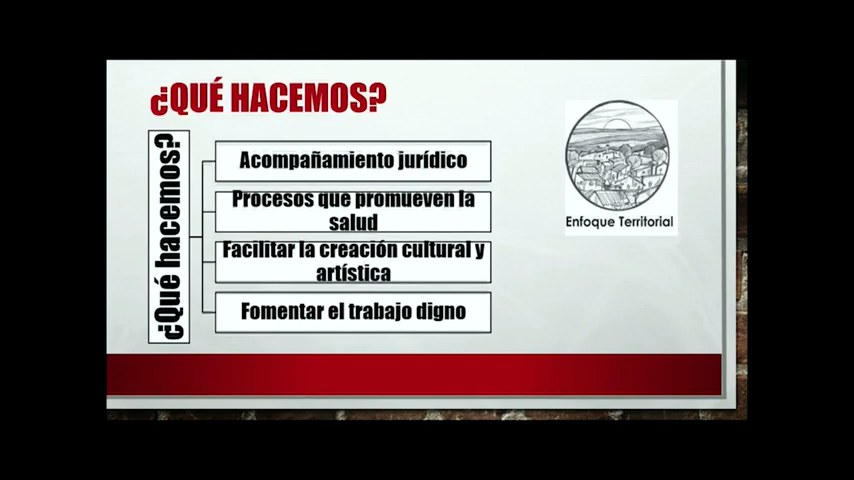 ¿QUÉ HACEMOS?
¿Qué hacemos?
Acompañamiento jurídico
Procesos que promueven la
salud
Facilitar la creación cultural y
artística
Fomentar el trabajo digno
Enfoque Territorial